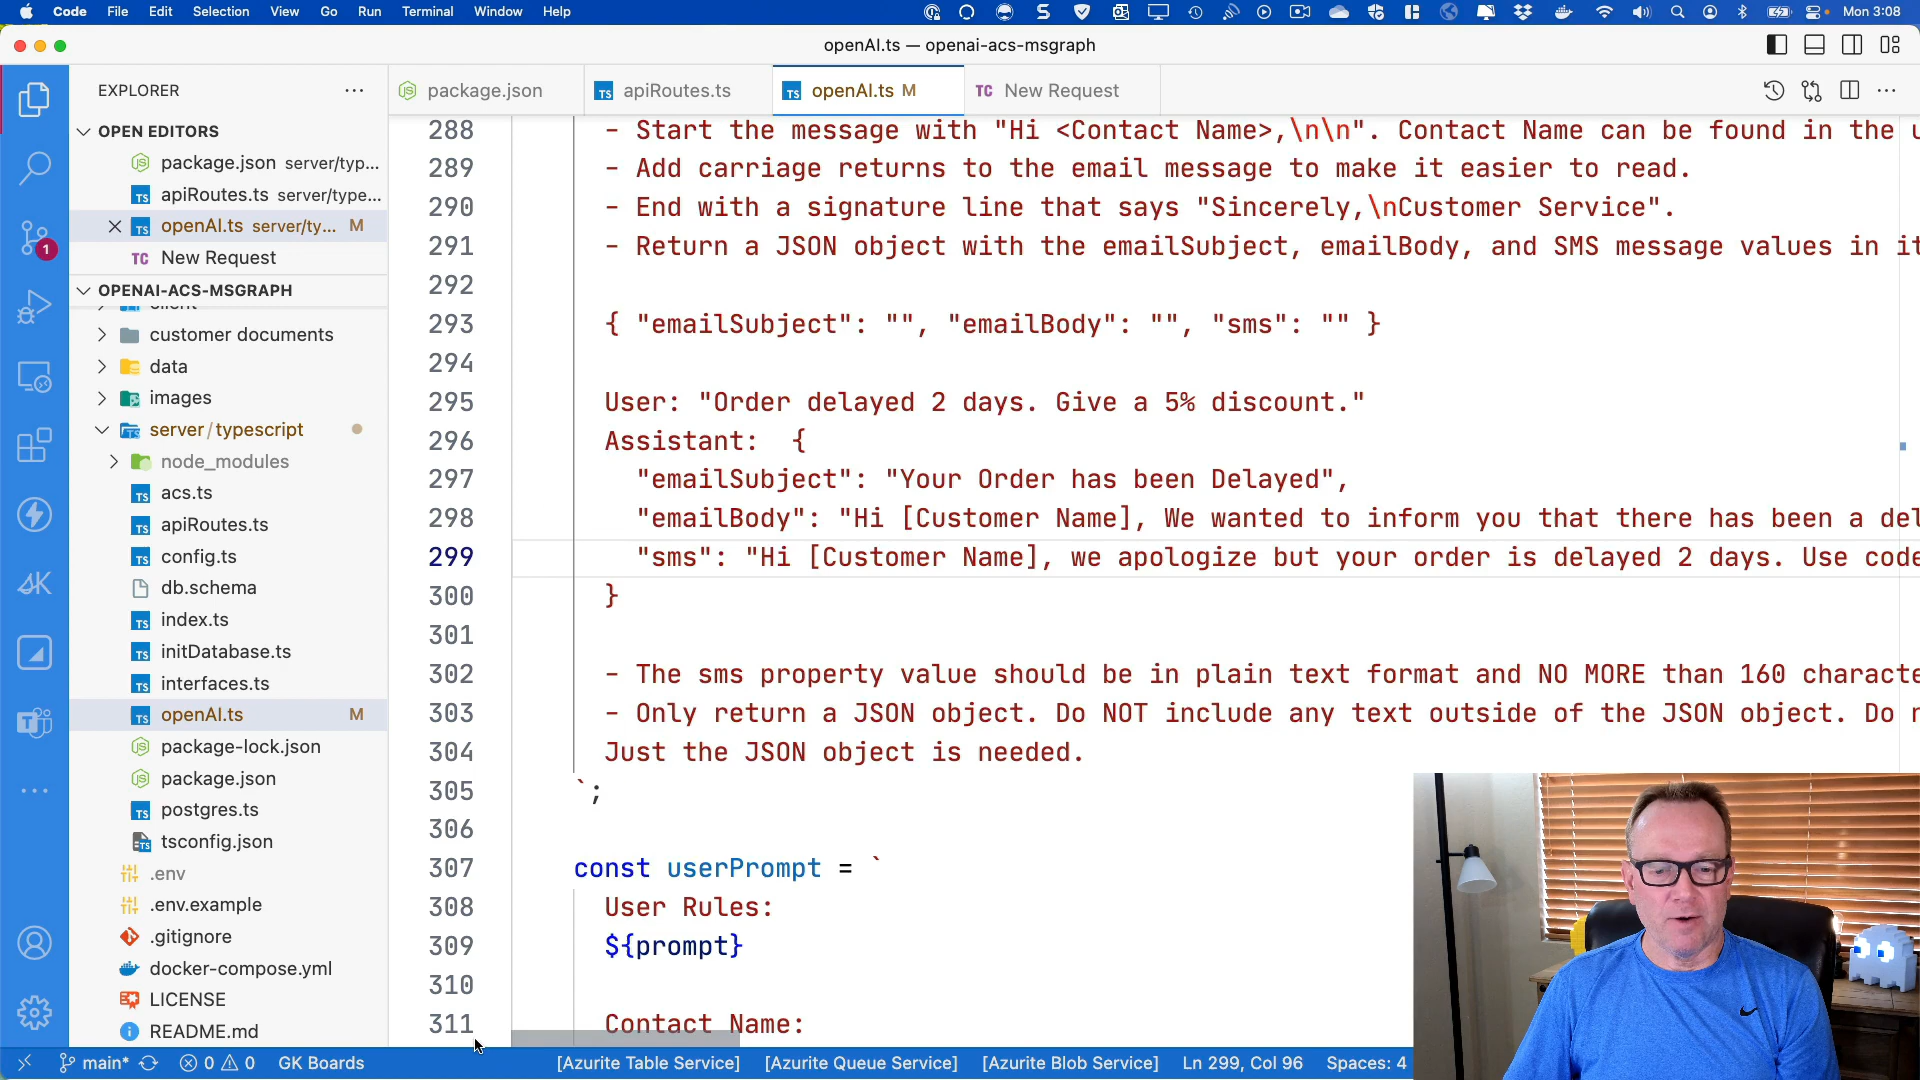 Code File Edit Selection View Go Run Terminal Window Help Mon 3:08
openAI.ts — openai-acs-msgraph
EXPLORER
package.json
apiRoutes.ts
openAI.ts M
New Request
OPEN EDITORS
package.json server/typ...
apiRoutes.ts server/type...
openAI.ts server/ty... M
New Request
OPENAI-ACS-MSGRAPH
customer documents
data
images
server/typescript
node_modules
acs.ts
apiRoutes.ts
config.ts
db.schema
index.ts
initDatabase.ts
interfaces.ts
openAI.ts M
package-lock.json
package.json
postgres.ts
tsconfig.json
.env
.env.example
.gitignore
docker-compose.yml
LICENSE
README.md
288 - Start the message with "Hi <Contact Name>,\n\n". Contact Name can be found in the
289 - Add carriage returns to the email message to make it easier to read.
290 - End with a signature line that says "Sincerely,\nCustomer Service".
291 - Return a JSON object with the emailSubject, emailBody, and SMS message values in it
292
293 { "emailSubject": "", "emailBody": "", "sms": "" }
294
295 User: "Order delayed 2 days. Give a 5% discount."
296 Assistant: {
297 "emailSubject": "Your Order has been Delayed",
298 "emailBody": "Hi [Customer Name], We wanted to inform you that there has been a del
299 "sms": "Hi [Customer Name], we apologize but your order is delayed 2 days. Use code
300 }
301
302 - The sms property value should be in plain text format and NO MORE than 160 characte
303 - Only return a JSON object. Do NOT include any text outside of the JSON object. Do
304 Just the JSON object is needed.
305 `;
306
307 const userPrompt = `
308 User Rules:
309 ${prompt}
310
311 Contact Name:
main* 0 0 GK Boards [Azurite Table Service] [Azurite Queue Service] [Azurite Blob Service] Ln 299, Col 96 Spaces: 4